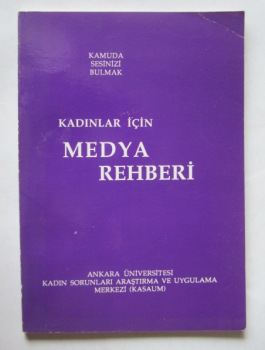 KAMUDA
SESİNİZİ
BULMAK
KADINLAR İÇİN
MEDYA
REHBERİ
ANKARA ÜNİVERSİTESİ
KADIN SORUNLARI ARAŞTIRMA VE UYGULAMA
MERKEZİ (KASAUM)